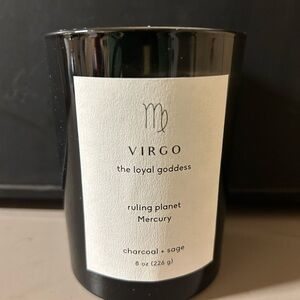 VIRGO
the loyal goddess
ruling planet
Mercury
charcoal + sage
8 oz (226 g)